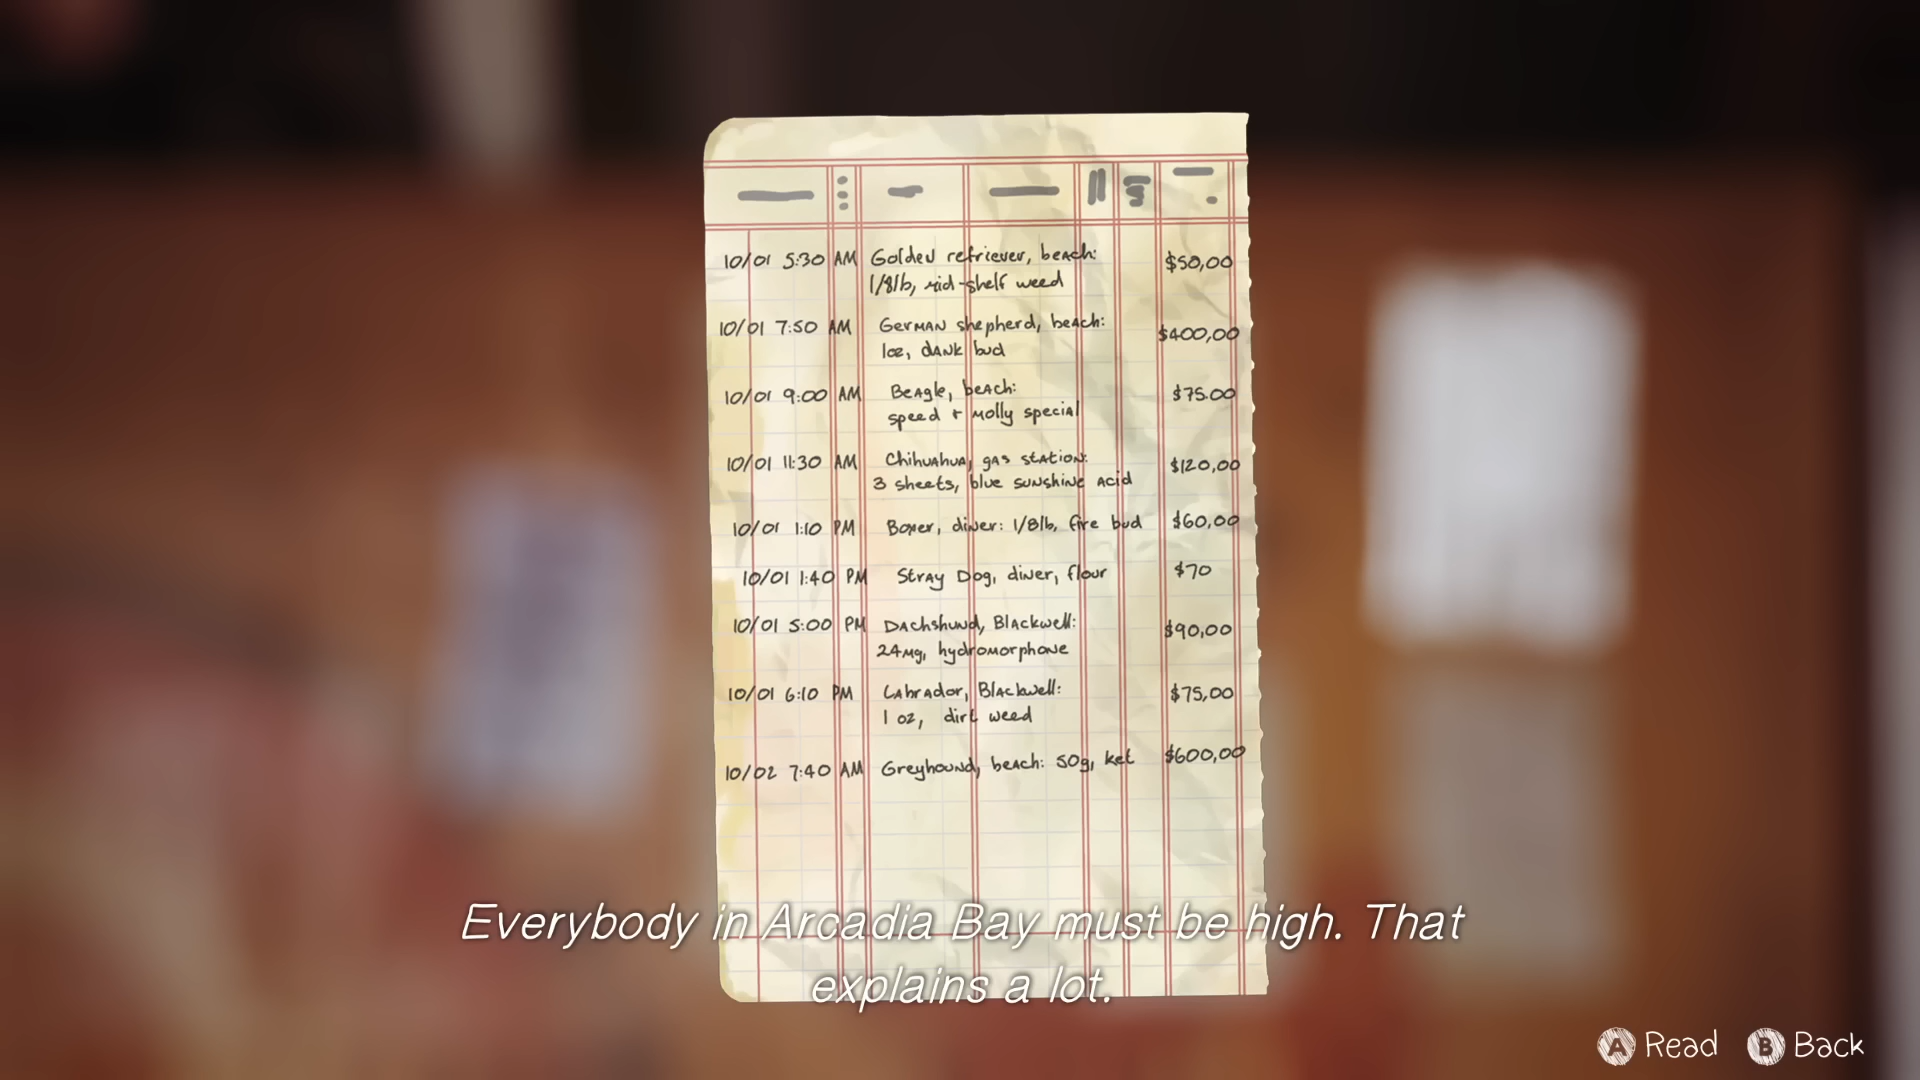 10/01 5:30 AM Golden retriever, beach: $50,00
1/8lb, mid-shelf weed
10/01 7:50 AM German shepherd, beach: $400,00
1oz, dank bud
10/01 9:00 AM Beagle, beach: $75.00
speed + Molly special
10/01 11:30 AM Chihuahua, gas station: $120,00
3 sheets, blue sunshine acid
10/01 1:10 PM Boxer, diner: 1/8lb, fire bud $60,00
10/01 1:40 PM Stray Dog, diner, flour $70
10/01 5:00 PM Dachshund, Blackwell: $90,00
24mg, hydromorphone
10/01 6:10 PM Labrador, Blackwell: $75,00
1 oz, dirt weed
10/02 7:40 AM Greyhound, beach: 50g, ket $600,00
Everybody in Arcadia Bay must be high. That
explains a lot.
A Read B Back